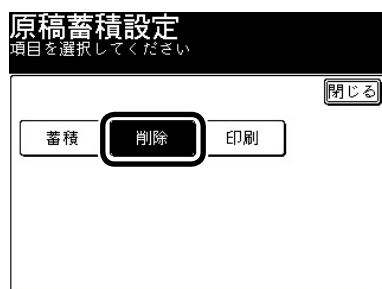 原稿蓄積設定
項目を選択してください
閉じる
蓄積 削除 印刷